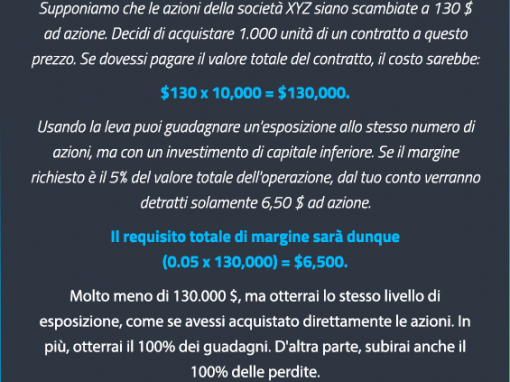 Supponiamo che le azioni della società XYZ siano scambiate a 130 $
ad azione. Decidi di acquistare 1.000 unità di un contratto a questo
prezzo. Se dovessi pagare il valore totale del contratto, il costo sarebbe:
$130 x 10,000 = $130,000.
Usando la leva puoi guadagnare un'esposizione allo stesso numero di
azioni, ma con un investimento di capitale inferiore. Se il margine
richiesto è il 5% del valore totale dell'operazione, dal tuo conto verranno
detratti solamente 6,50 $ ad azione.
Il requisito totale di margine sarà dunque
(0.05 x 130,000) = $6,500.
Molto meno di 130.000 $, ma otterrai lo stesso livello di
esposizione, come se avessi acquistato direttamente le azioni. In
più, otterrai il 100% dei guadagni. D'altra parte, subirai anche il
100% delle perdite.